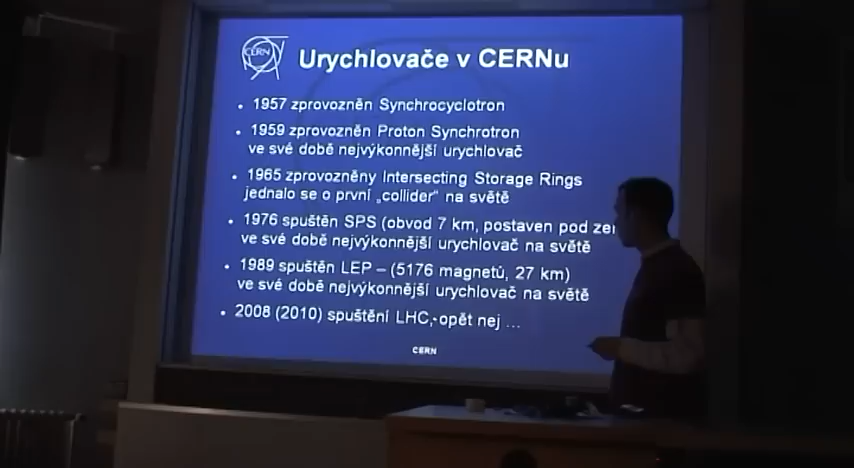 CERN
Urychlovače v CERNu
• 1957 zprovozněn Synchrocyclotron
• 1959 zprovozněn Proton Synchrotron
ve své době nejvýkonnější urychlovač
• 1965 zprovozněny Intersecting Storage Rings
jednalo se o první „collider“ na světě
• 1976 spuštěn SPS (obvod 7 km, postaven pod
ve své době nejvýkonnější urychlovač na světě
• 1989 spuštěn LEP – (5176 magnetů, 27 km)
ve své době nejvýkonnější urychlovač na světě
• 2008 (2010) spuštění LHC,-opět nej ...
CERN